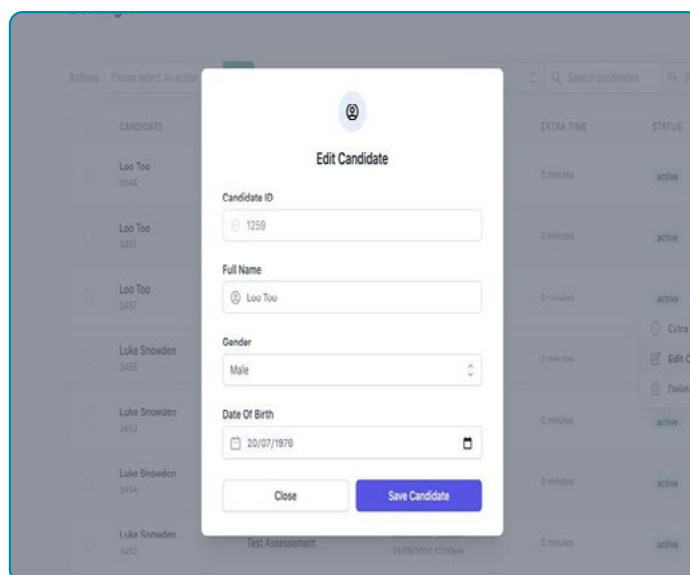 Actions Please select an action
Search candidates
CANDIDATE
EXTRA TIME
STATUS
Edit Candidate
Candidate ID
1259
Full Name
Loo Too
Gender
Male
Date Of Birth
20/07/1976
Close
Save Candidate
Loo Too
0 minutes
active
Loo Too
3451
0 minutes
active
Loo Too
3457
0 minutes
active
Extra
Luke Snowden
3456
0 minutes
Edit
Luke Snowden
0 minutes
active
Luke Snowden
3454
0 minutes
active
Luke Snowden
Test Assessement
0 minutes
active